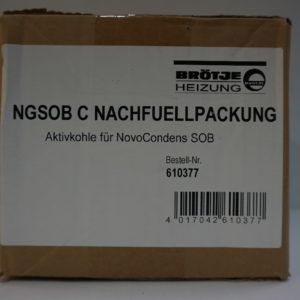 BRÖTJE
HEIZUNG
NGSOB C NACHFUELLPACKUNG
Aktivkohle für NovoCondens SOB
Bestell-Nr.
610377
4 017042 610377